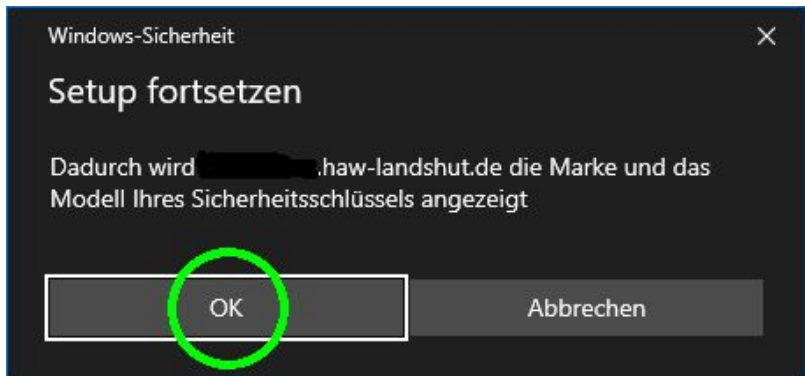 Windows-Sicherheit
Setup fortsetzen
Dadurch wird .haw-landshut.de die Marke und das
Modell Ihres Sicherheitsschlüssels angezeigt
OK
Abbrechen